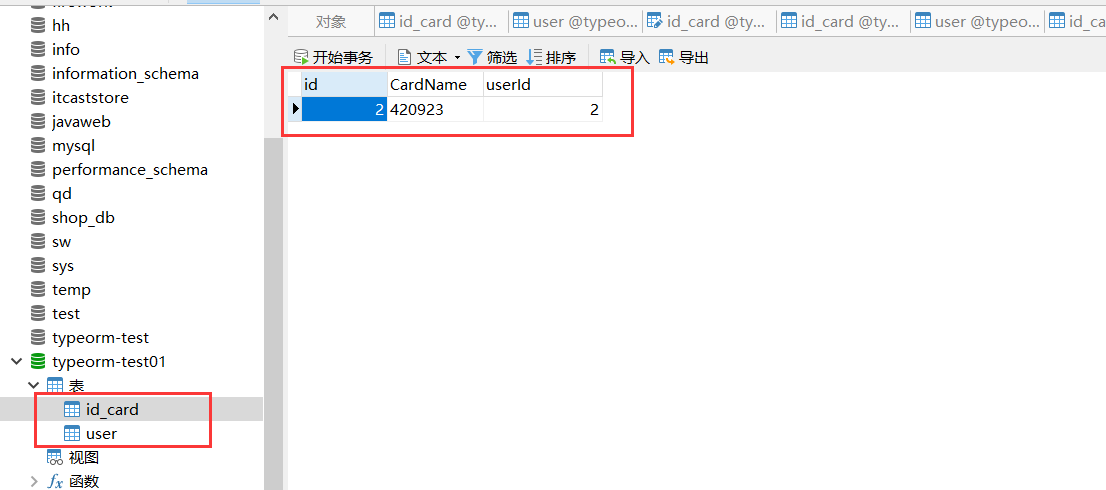 hh
info
information_schema
itcaststore
javaweb
mysql
performance_schema
qd
shop_db
sw
sys
temp
test
typeorm-test
typeorm-test01
表
id_card
user
视图
fx 函数
对象 id_card @ty... user @typeo... id_card @ty... id_card @ty... user @typeo... id_ca
开始事务 文本 筛选 排序 导入 导出
id CardName userId
2 420923 2